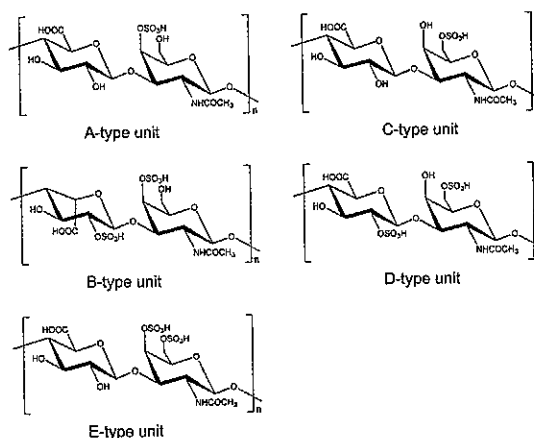 OSO₃H
HOOC OH
O O
HO O O
OH NHCOCH₃ n
A-type unit
OH OSO₃H
HOOC
O O
HO O O
OH NHCOCH₃ n
C-type unit
OSO₃H
OH
O O
HO O O
HOOC OSO₃H NHCOCH₃ n
B-type unit
OH OSO₃H
HOOC
O O
HO O O
OSO₃H NHCOCH₃ n
D-type unit
OSO₃H
HOOC OSO₃H
O O
HO O O
OH NHCOCH₃ n
E-type unit